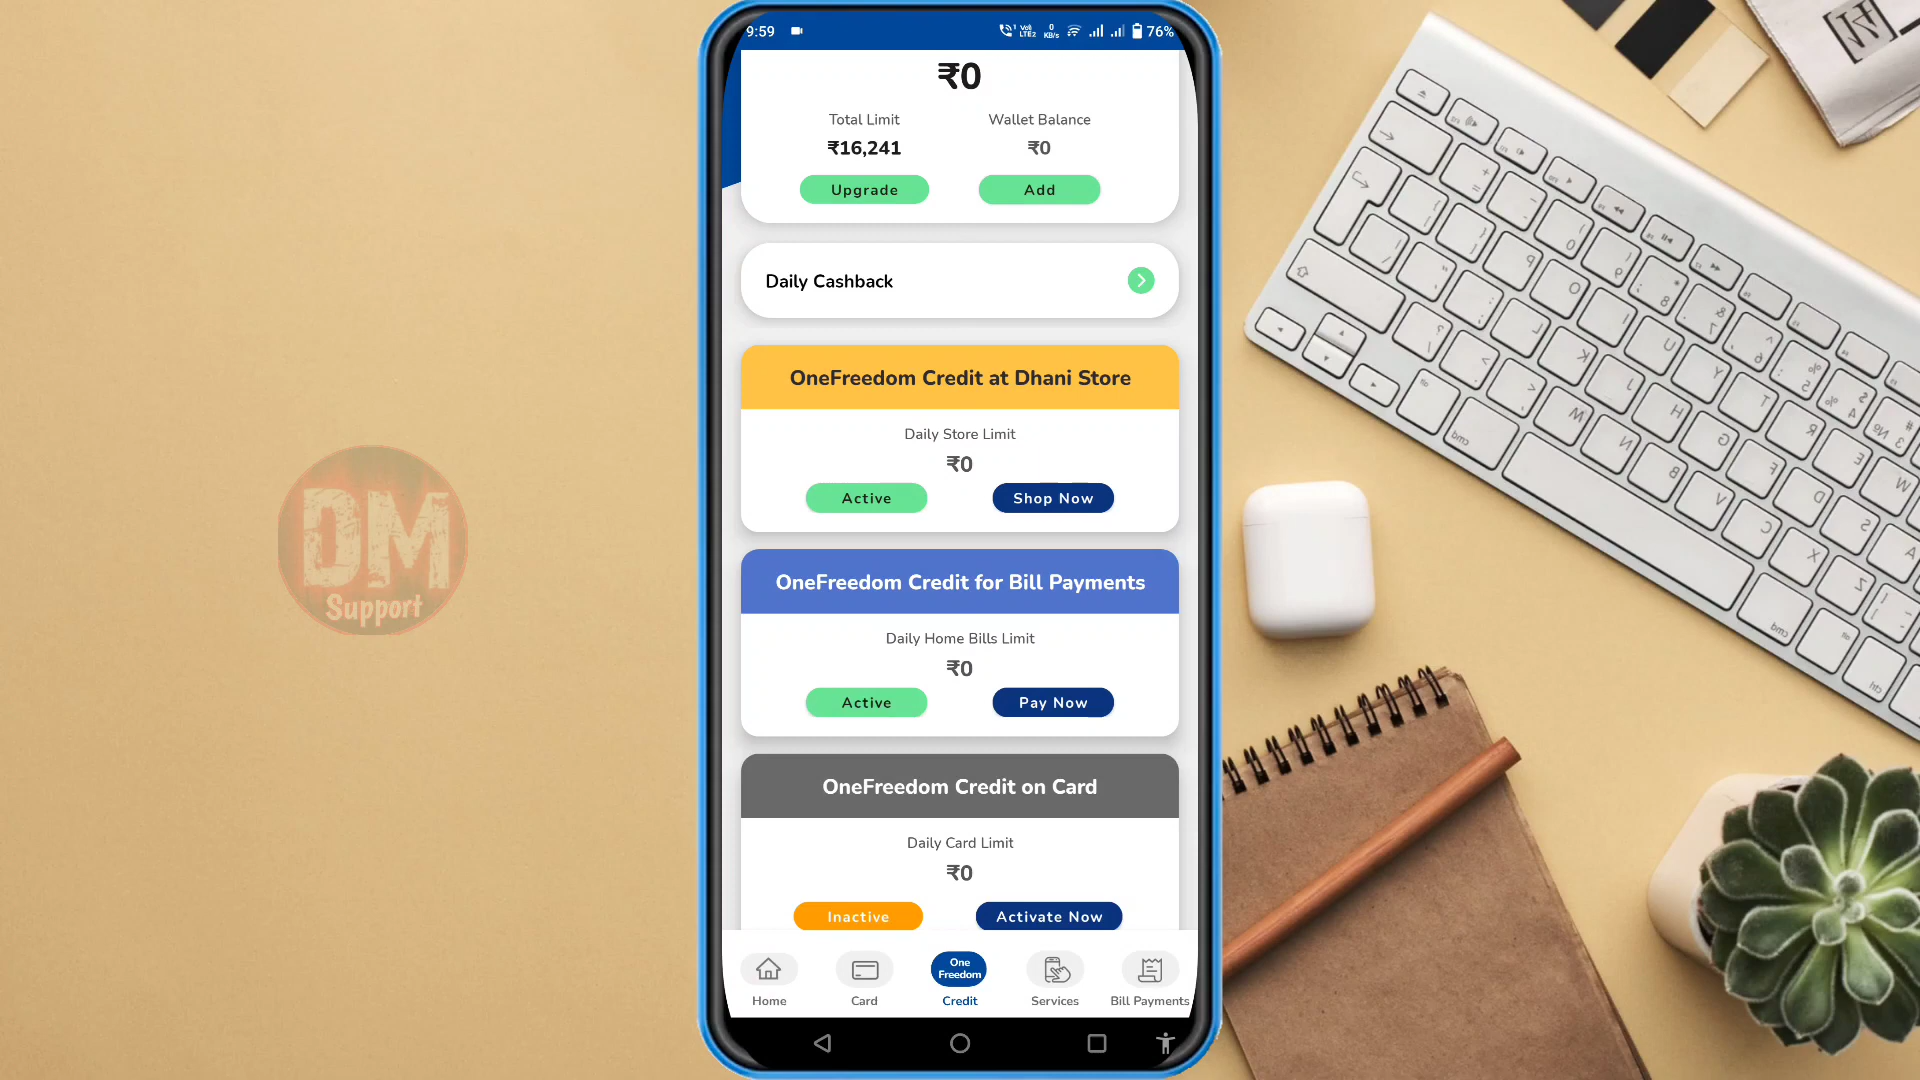 9:59
76%
₹0
Total Limit
Wallet Balance
₹16,241
₹0
Upgrade
Add
Daily Cashback
OneFreedom Credit at Dhani Store
Daily Store Limit
₹0
Active
Shop Now
OneFreedom Credit for Bill Payments
Daily Home Bills Limit
₹0
Active
Pay Now
OneFreedom Credit on Card
Daily Card Limit
₹0
Inactive
Activate Now
One
Freedom
Home
Card
Credit
Services
Bill Payments
DM
Support